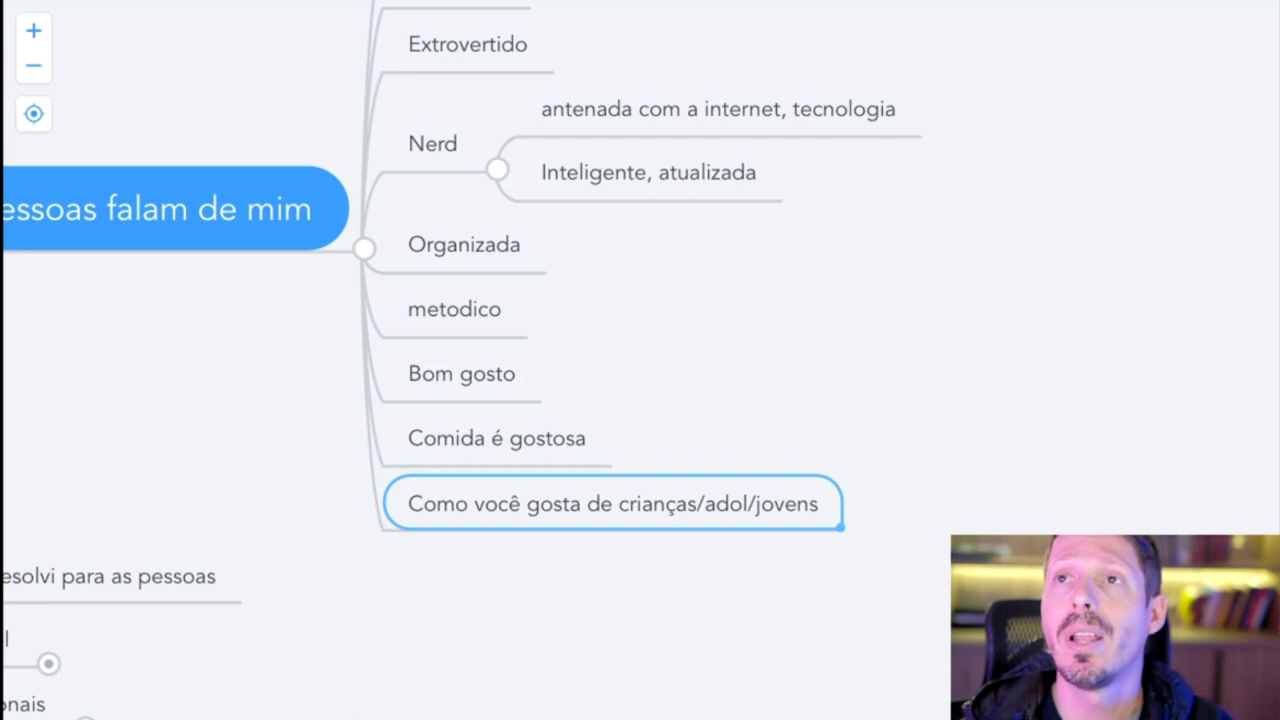 Extrovertido
antenada com a internet, tecnologia
Nerd
Inteligente, atualizada
essoas falam de mim
Organizada
metodico
Bom gosto
Comida é gostosa
Como você gosta de crianças/adol/jovens
esolvi para as pessoas
l
onais